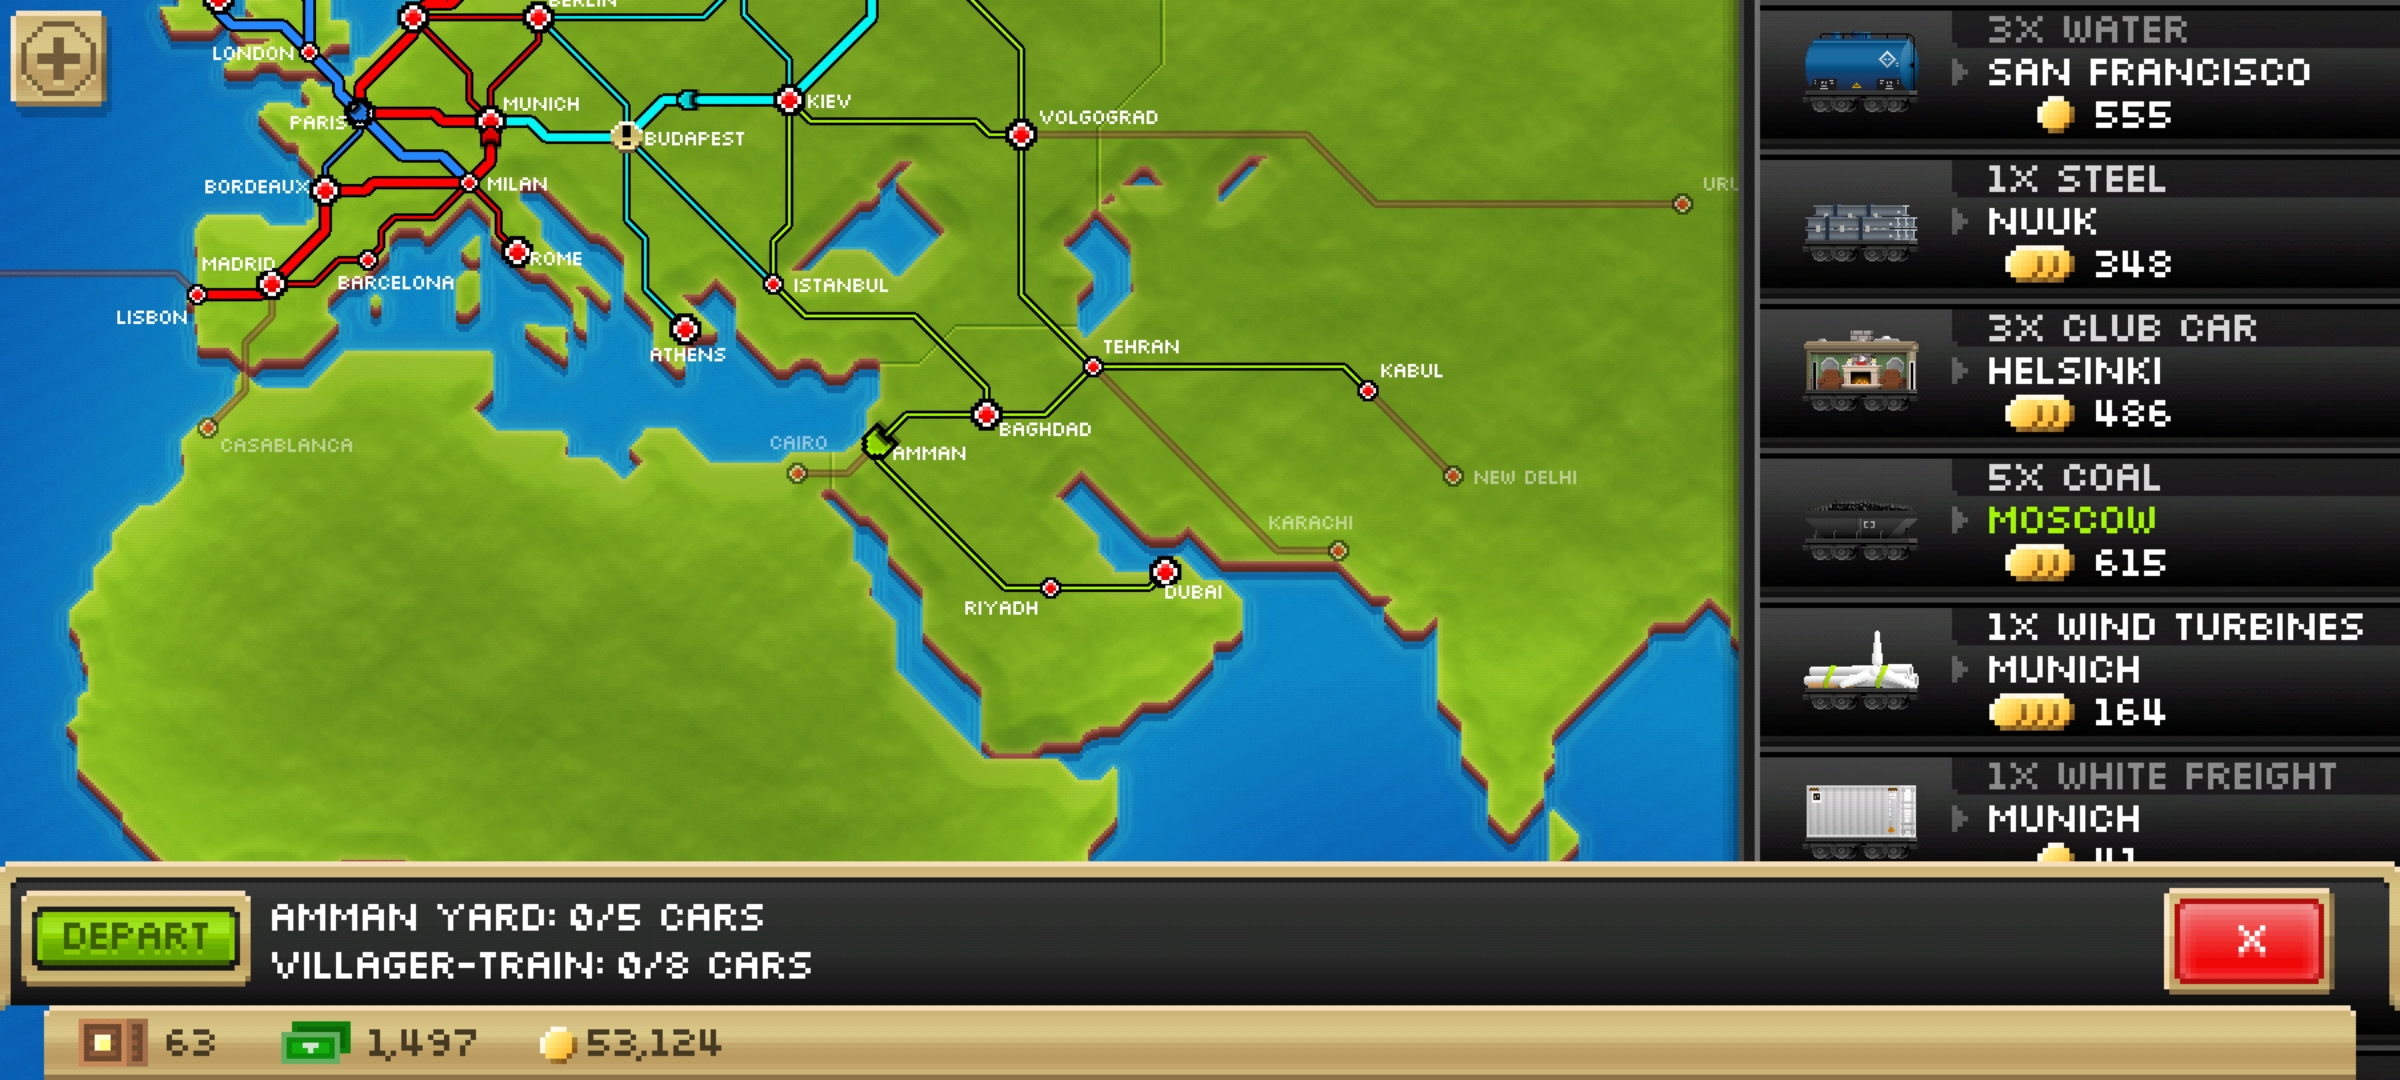 BERLIN
LONDON
MUNICH
KIEV
PARIS
BUDAPEST
VOLGOGRAD
BORDEAUX
MILAN
MADRID
ROME
BARCELONA
ISTANBUL
LISBON
ATHENS
TEHRAN
KABUL
CASABLANCA
CAIRO
BAGHDAD
AMMAN
NEW DELHI
KARACHI
RIYADH
DUBAI
3X WATER
SAN FRANCISCO
555
1X STEEL
NUUK
348
3X CLUB CAR
HELSINKI
486
5X COAL
MOSCOW
615
1X WIND TURBINES
MUNICH
164
1X WHITE FREIGHT
MUNICH
41
DEPART
AMMAN YARD: 0/5 CARS
VILLAGER-TRAIN: 0/8 CARS
X
63
1,497
53,124